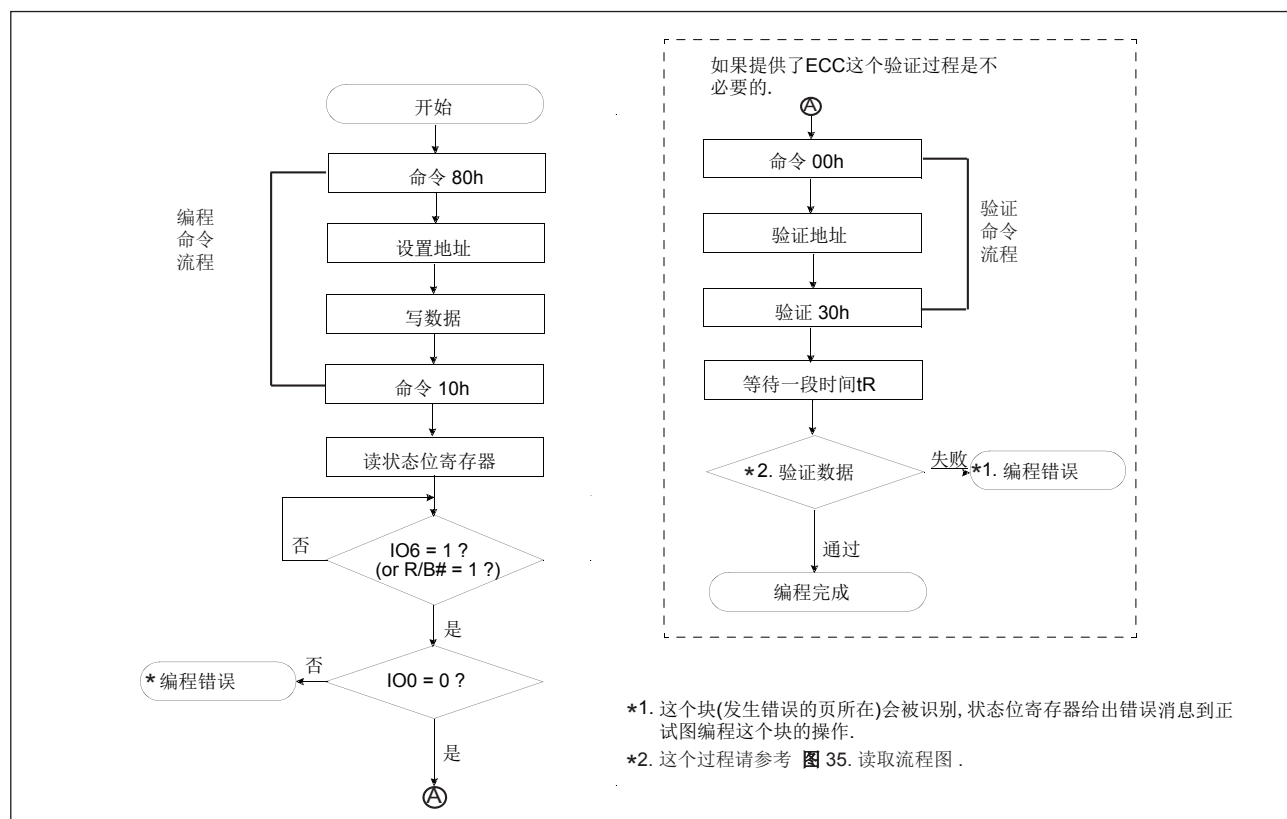 开始
命令 80h
编程
命令
流程
设置地址
写数据
命令 10h
读状态位寄存器
否
IO6 = 1 ?
(or R/B# = 1 ?)
是
否
* 编程错误
IO0 = 0 ?
是
A
如果提供了ECC这个验证过程是不
必要的.
A
命令 00h
验证地址
验证
命令
流程
验证 30h
等待一段时间tR
*2. 验证数据
失败
*1. 编程错误
通过
编程完成
*1. 这个块(发生错误的页所在)会被识别, 状态位寄存器给出错误消息到正
试图编程这个块的操作.
*2. 这个过程请参考 图 35. 读取流程图 .